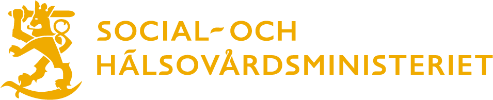 SOCIAL- OCH
HÄLSOVÅRDSMINISTERIET